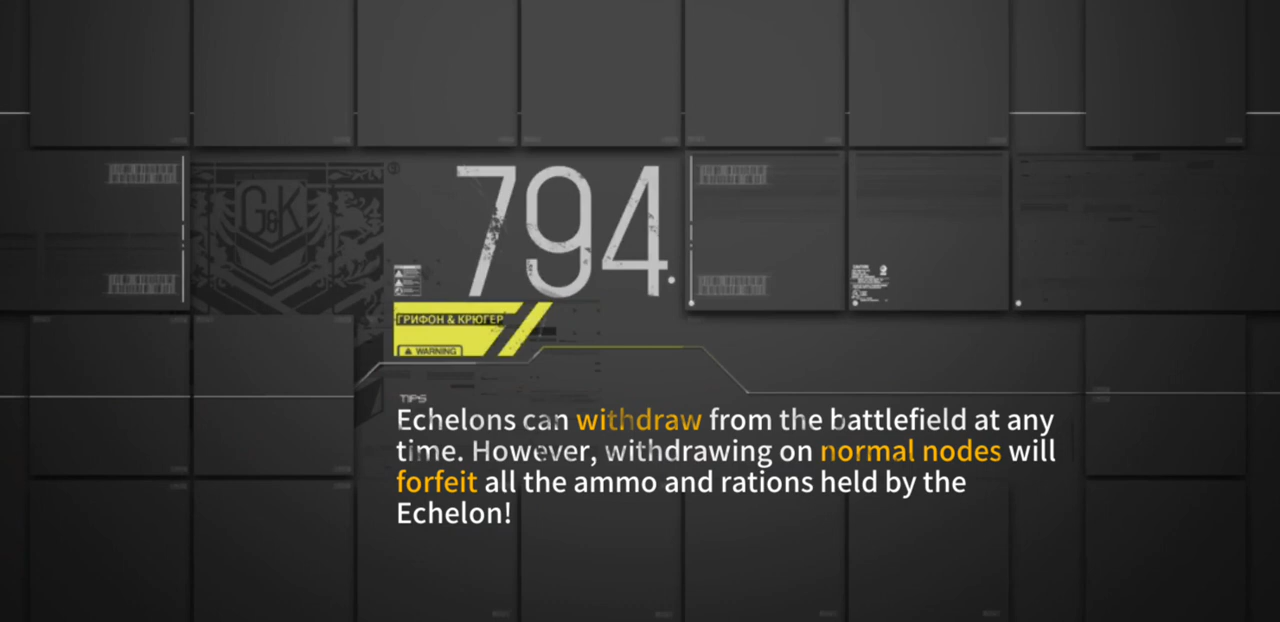 G&K
794.
ГРИФОН & КРЮГЕР
WARNING
TIPS
Echelons can withdraw from the battlefield at any
time. However, withdrawing on normal nodes will
forfeit all the ammo and rations held by the
Echelon!